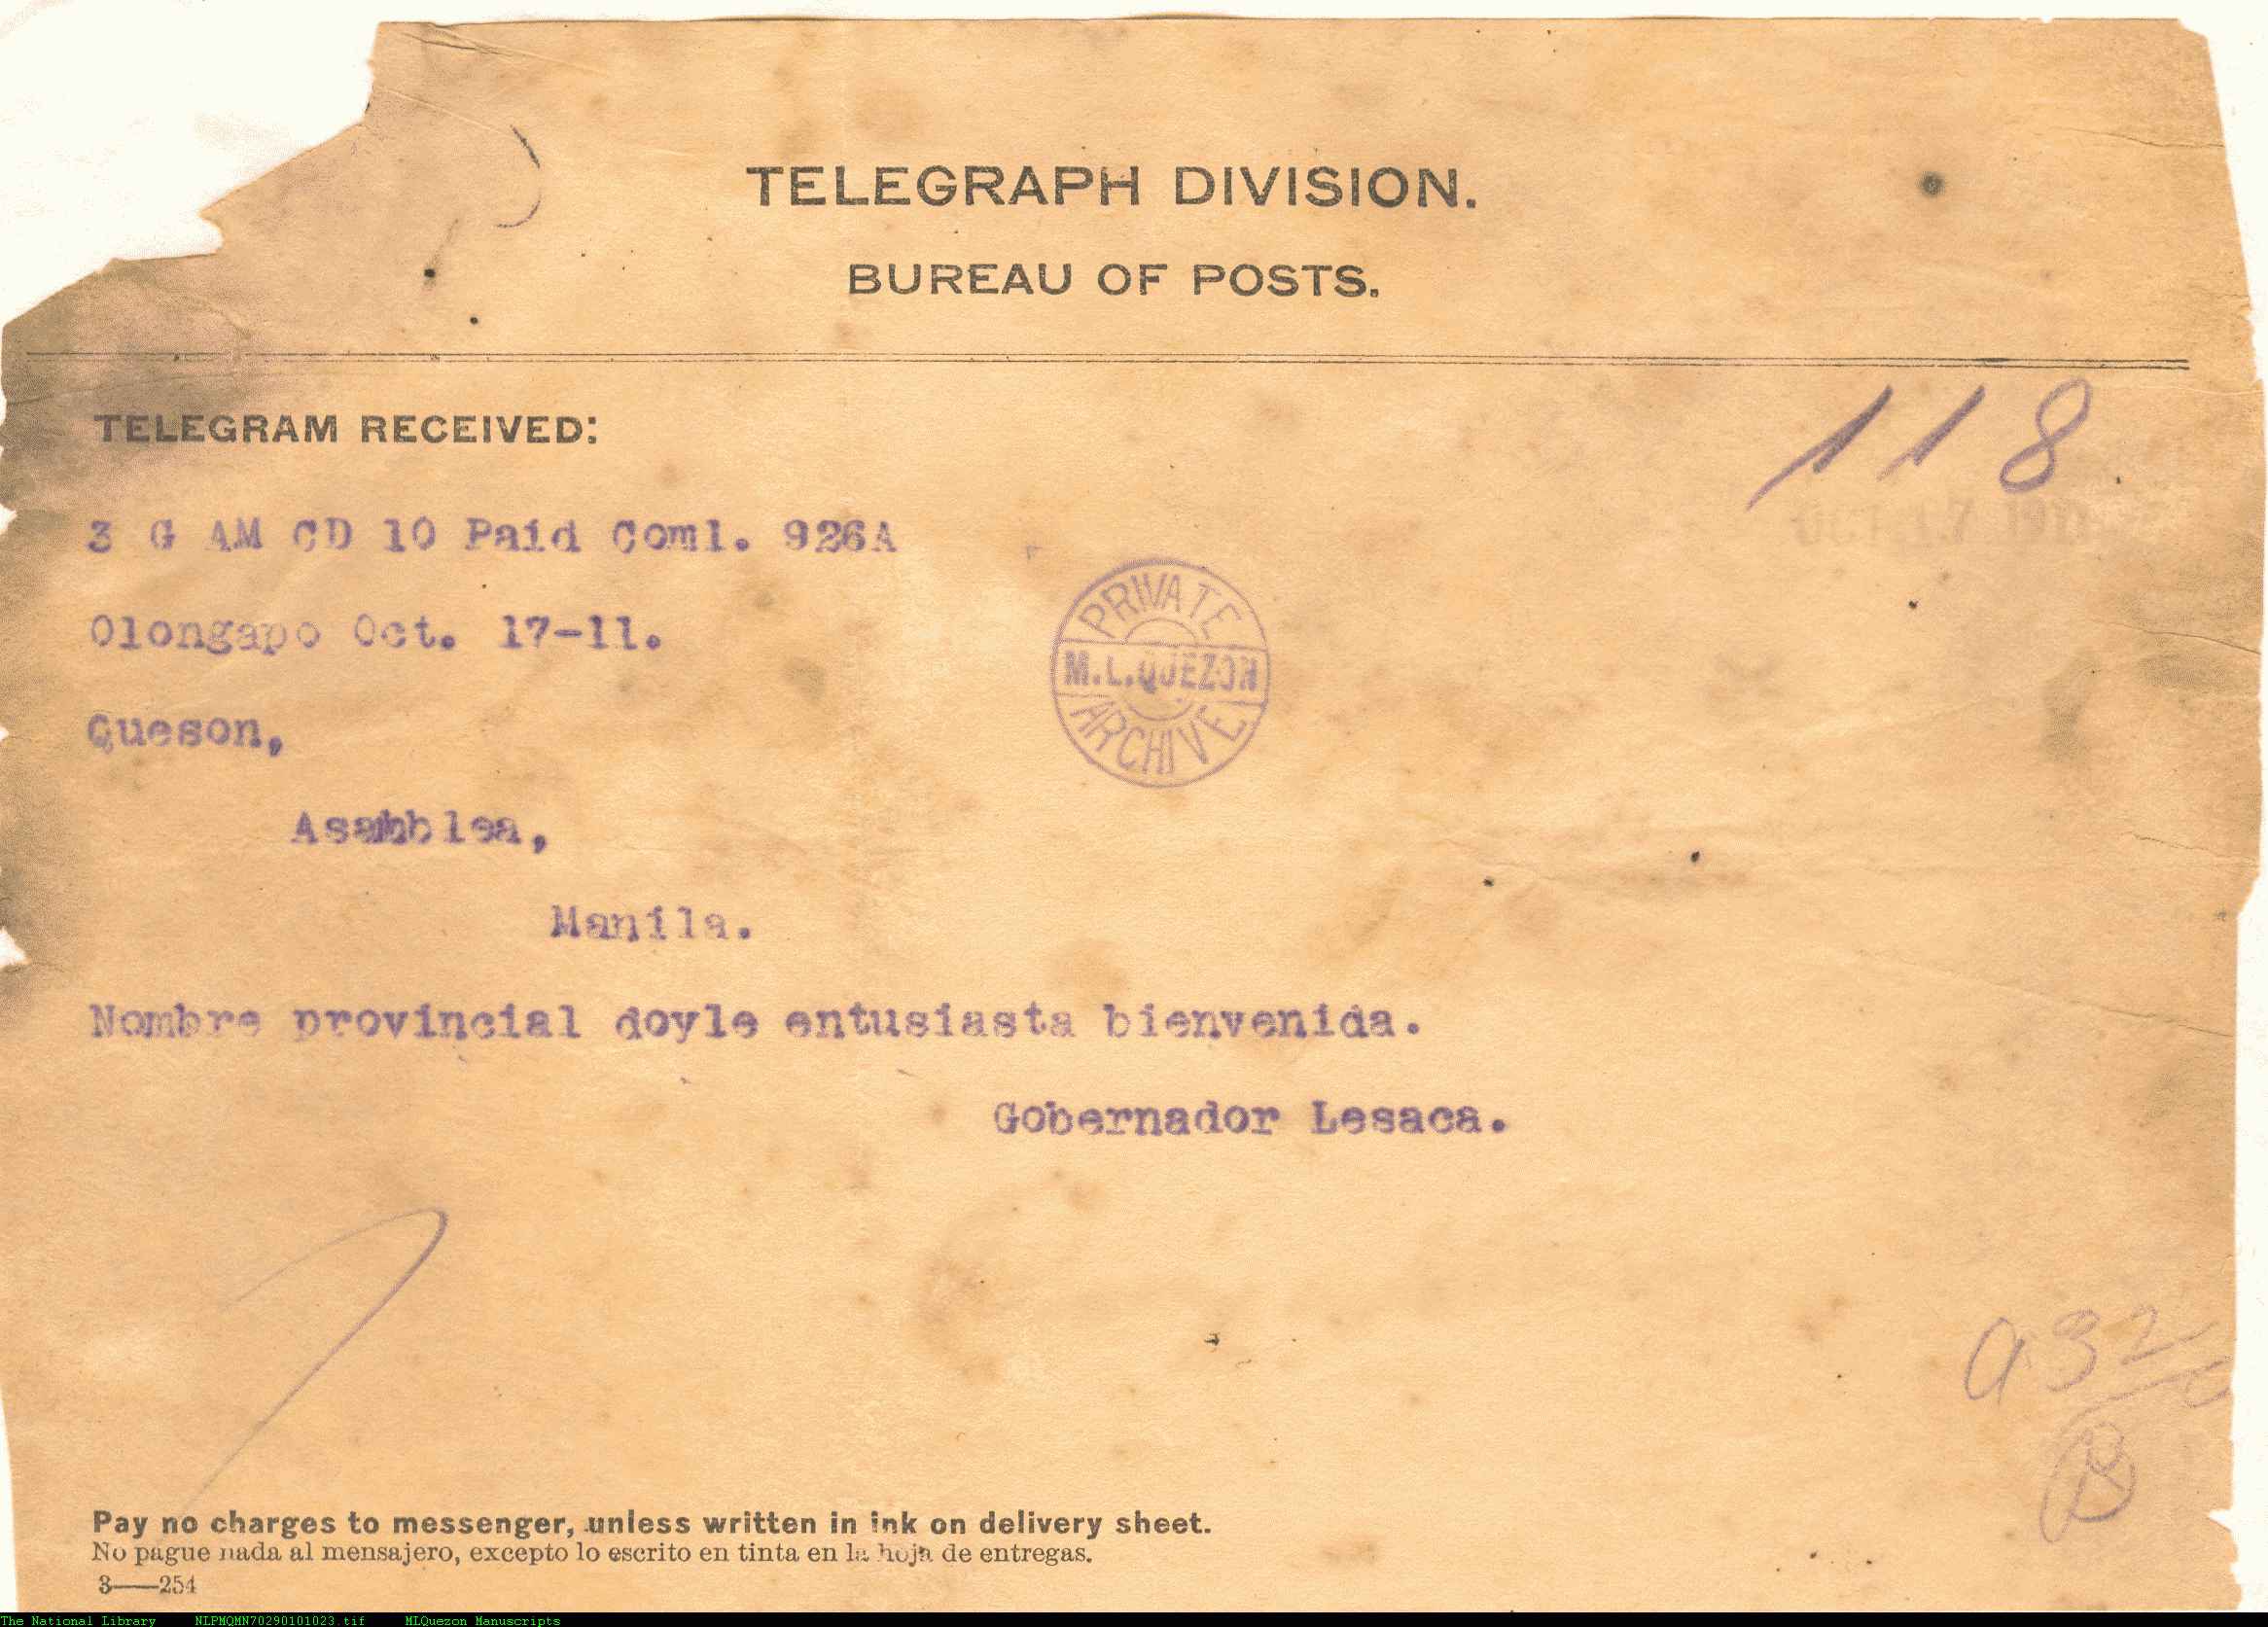 TELEGRAPH DIVISION.
BUREAU OF POSTS.
TELEGRAM RECEIVED:
118
OCT 17 1911
3 G AM CD 10 Paid Coml. 926A
Olongapo Oct. 17-11.
PRIVATE
M.L.QUEZON
ARCHIVE
Queson,
Asamblea,
Manila.
Nombre provincial doyle entusiasta bienvenida.
Gobernador Lesaca.
Pay no charges to messenger, unless written in ink on delivery sheet.
No pague nada al mensajero, excepto lo escrito en tinta en la hoja de entregas.
3—254
The National Library NLPMQMN70290101023.tif MLQuezon Manuscripts